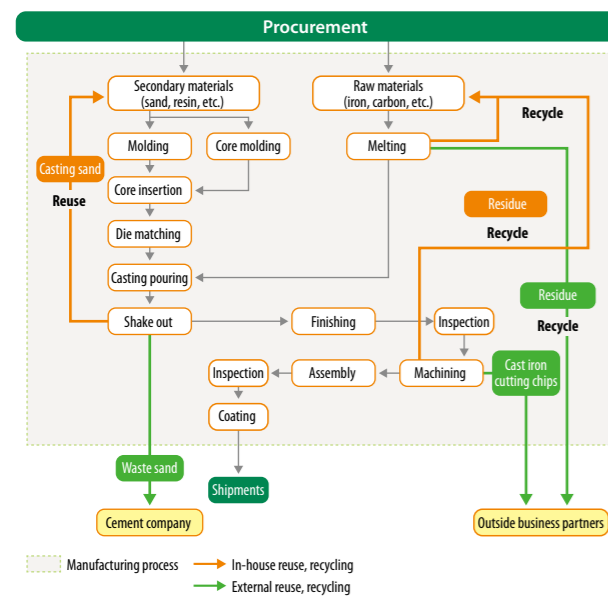 Procurement
Secondary materials
(sand, resin, etc.)
Raw materials
(iron, carbon, etc.)
Recycle
Molding
Core molding
Melting
Casting sand
Reuse
Core insertion
Residue
Recycle
Die matching
Casting pouring
Residue
Recycle
Shake out
Finishing
Inspection
Inspection
Assembly
Machining
Cast iron
cutting chips
Coating
Waste sand
Shipments
Cement company
Outside business partners
Manufacturing process
In-house reuse, recycling
External reuse, recycling